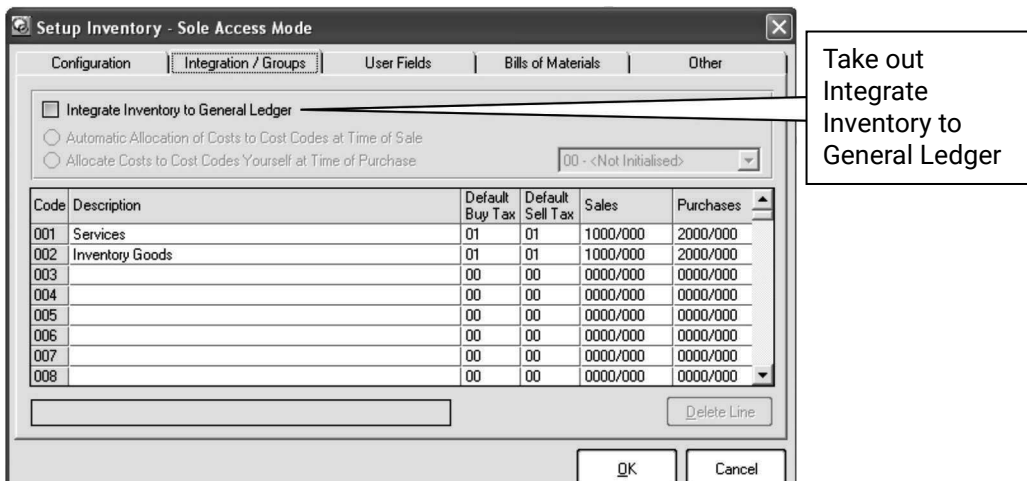 Setup Inventory - Sole Access Mode
Configuration Integration / Groups User Fields Bills of Materials Other
Integrate Inventory to General Ledger
Automatic Allocation of Costs to Cost Codes at Time of Sale
Allocate Costs to Cost Codes Yourself at Time of Purchase 00 - <Not Initialised>
Code Description Default Buy Tax Default Sell Tax Sales Purchases
001 Services 01 01 1000/000 2000/000
002 Inventory Goods 01 01 1000/000 2000/000
003 00 00 0000/000 0000/000
004 00 00 0000/000 0000/000
005 00 00 0000/000 0000/000
006 00 00 0000/000 0000/000
007 00 00 0000/000 0000/000
008 00 00 0000/000 0000/000
Delete Line
OK Cancel
Take out
Integrate
Inventory to
General Ledger